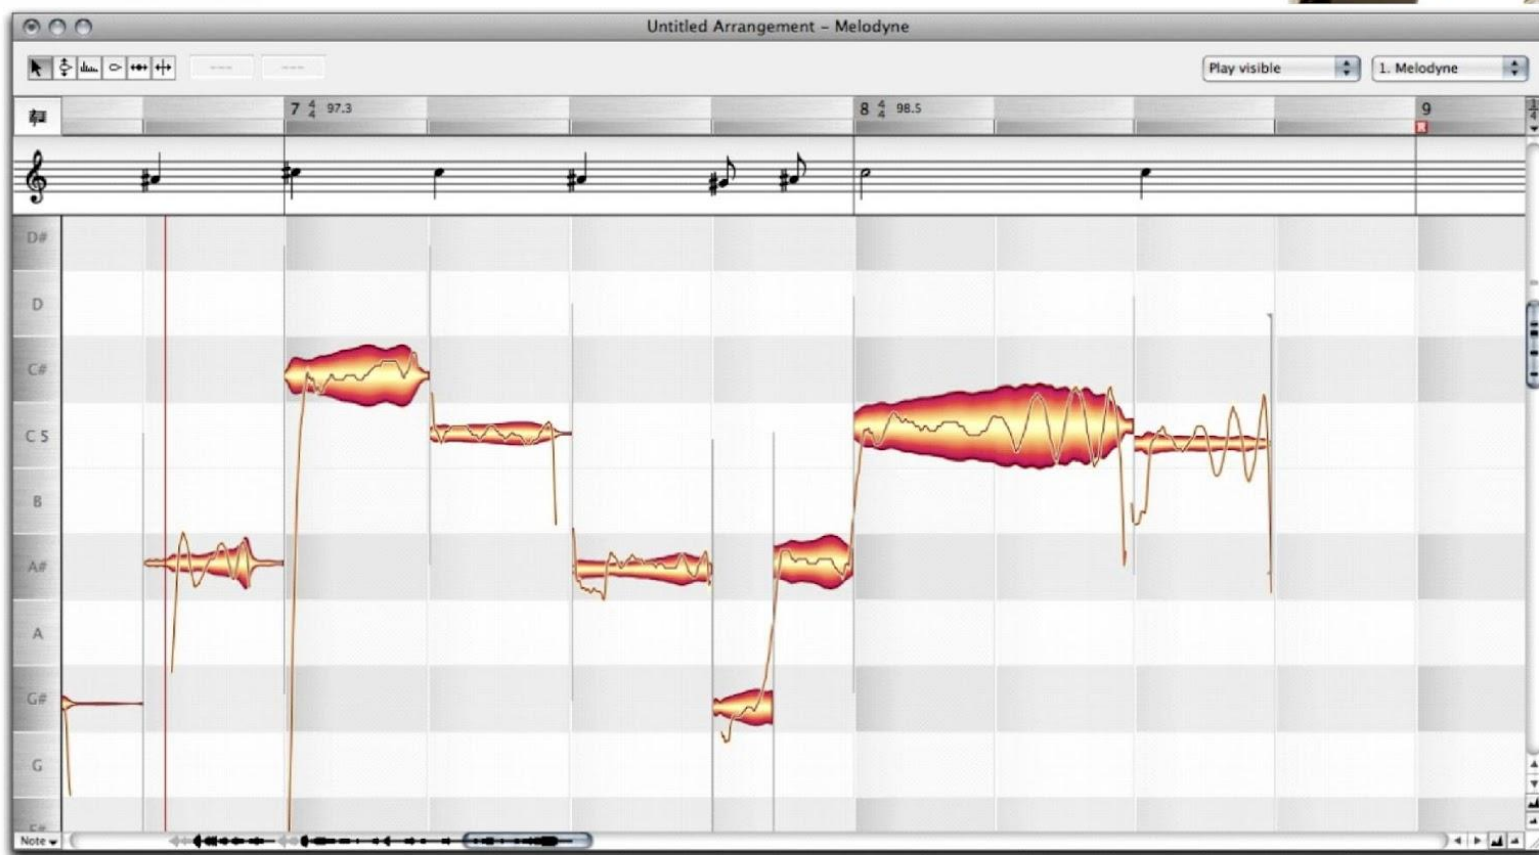 Untitled Arrangement – Melodyne
--- ---
Play visible 1. Melodyne
7 4/4 97.3 8 4/4 98.5 9
D#
D
C#
C 5
B
A#
A
G#
G
F#
Note